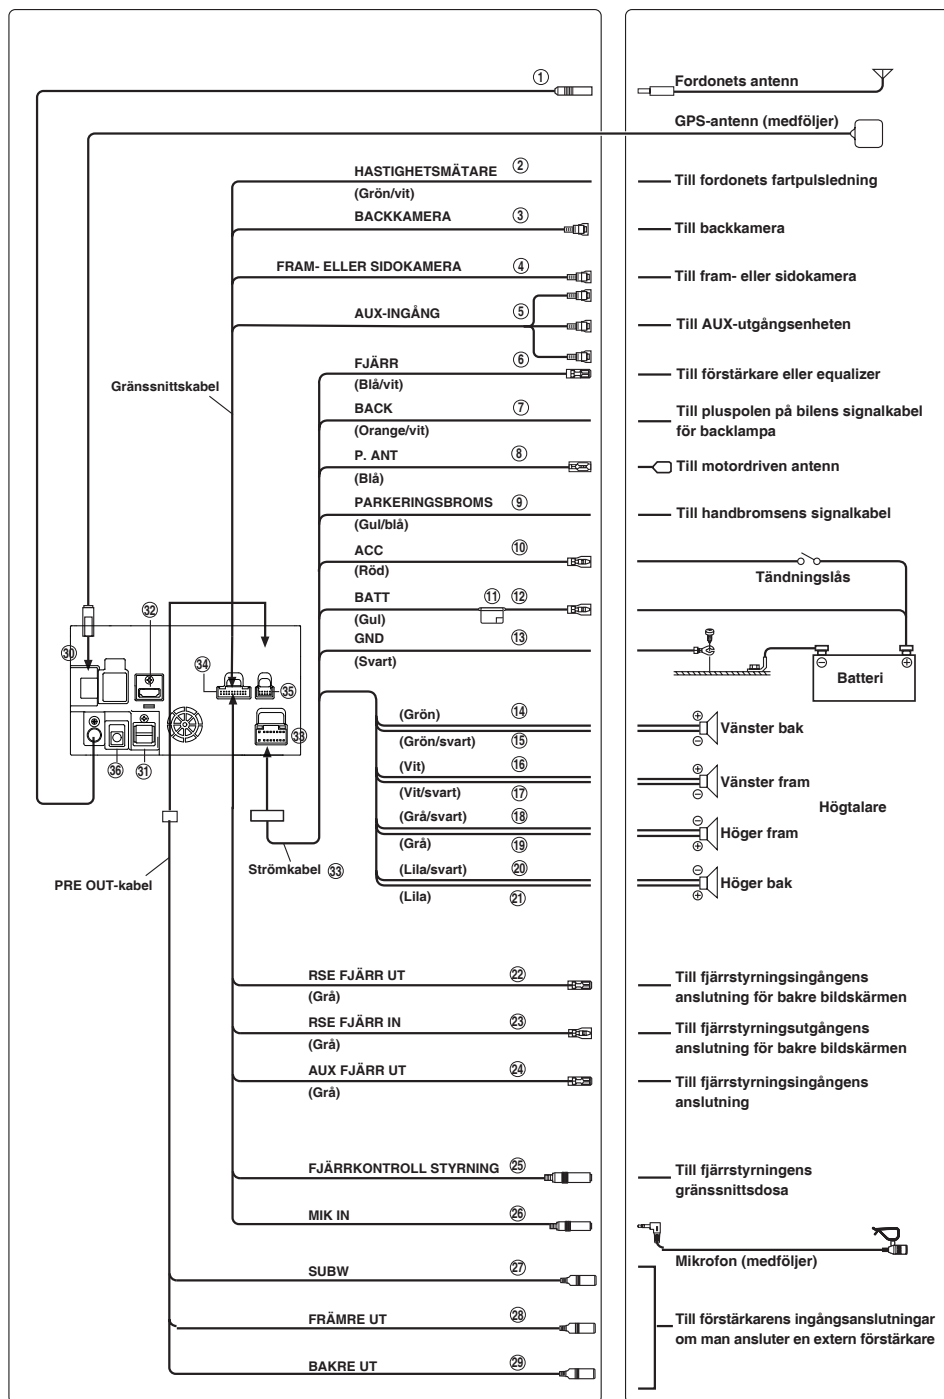 ① Fordonets antenn
GPS-antenn (medföljer)
HASTIGHETSMÄTARE ② Till fordonets fartpulsledning
(Grön/vit)
BACKKAMERA ③ Till backkamera
FRAM- ELLER SIDOKAMERA ④ Till fram- eller sidokamera
AUX-INGÅNG ⑤ Till AUX-utgångsenheten
Gränssnittskabel
FJÄRR ⑥ Till förstärkare eller equalizer
(Blå/vit)
BACK ⑦ Till pluspolen på bilens signalkabel
(Orange/vit) för backlampa
P. ANT ⑧ Till motordriven antenn
(Blå)
PARKERINGSBROMS ⑨ Till handbromsens signalkabel
(Gul/blå)
ACC ⑩
(Röd) Tändningslås
BATT ⑪ ⑫
(Gul)
GND ⑬
(Svart)
⊖ ⊕
Batteri
㉚ ㉜ ㉞ ㉟ ㉝ ㊱ ㉛
(Grön) ⑭ ⊖
Vänster bak
(Grön/svart) ⑮ ⊕
(Vit) ⑯ ⊕
Vänster fram
(Vit/svart) ⑰ ⊖
Högtalare
(Grå/svart) ⑱ ⊖
Höger fram
(Grå) ⑲ ⊕
(Lila/svart) ⑳ ⊖
Höger bak
(Lila) ㉑ ⊕
Strömkabel ㉝
PRE OUT-kabel
RSE FJÄRR UT ㉒ Till fjärrstyrningsingångens
(Grå) anslutning för bakre bildskärmen
RSE FJÄRR IN ㉓ Till fjärrstyrningsutgångens
(Grå) anslutning för bakre bildskärmen
AUX FJÄRR UT ㉔ Till fjärrstyrningsingångens
(Grå) anslutning
FJÄRRKONTROLL STYRNING ㉕ Till fjärrstyrningens
gränssnittsdosa
MIK IN ㉖
Mikrofon (medföljer)
SUBW ㉗
FRÄMRE UT ㉘ Till förstärkarens ingångsanslutningar
om man ansluter en extern förstärkare
BAKRE UT ㉙